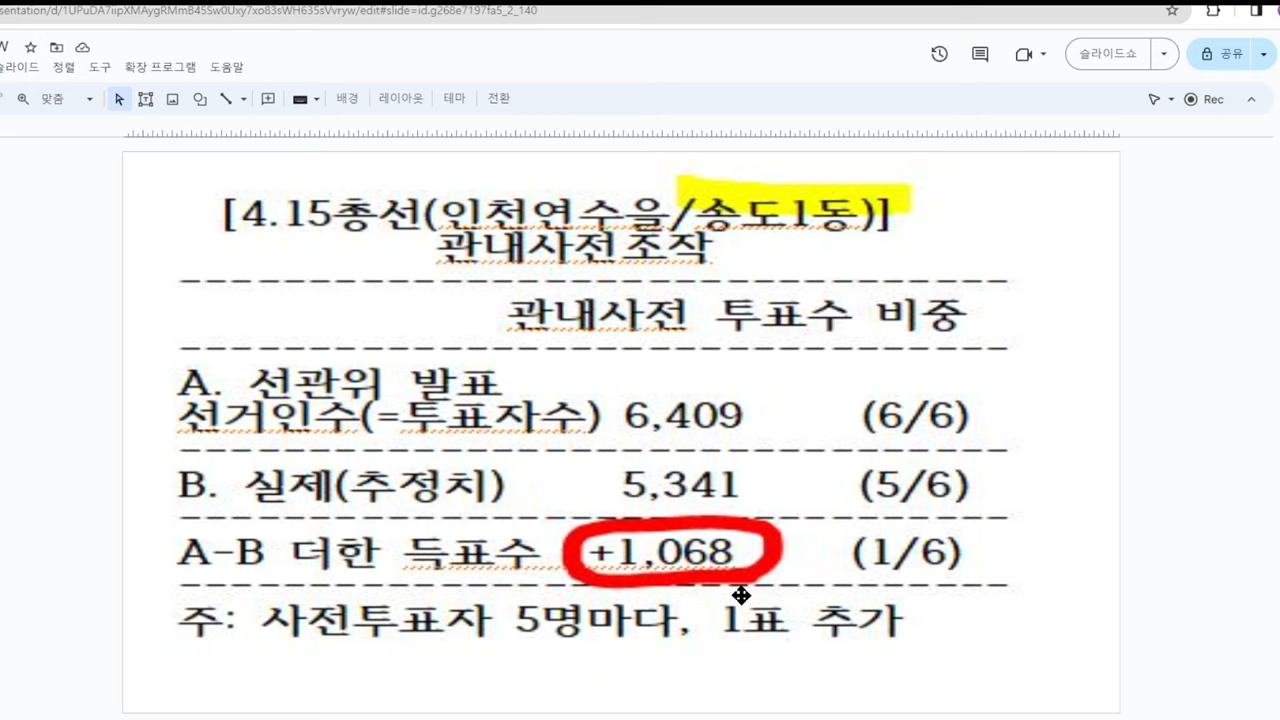 sentation/d/1UPuDA7iipXMAygRMmB45Sw0Uxy7xo83sWH635sVvryw/edit#slide=id.g268e7197fa5_2_140
슬라이드 정렬 도구 확장 프로그램 도움말
슬라이드쇼 공유
맞춤 배경 레이아웃 테마 전환 Rec
[4.15총선(인천연수을/송도1동)]
관내사전조작
관내사전 투표수 비중
A. 선관위 발표
선거인수(=투표자수) 6,409 (6/6)
B. 실제(추정치) 5,341 (5/6)
A-B 더한 득표수 +1,068 (1/6)
주: 사전투표자 5명마다, 1표 추가